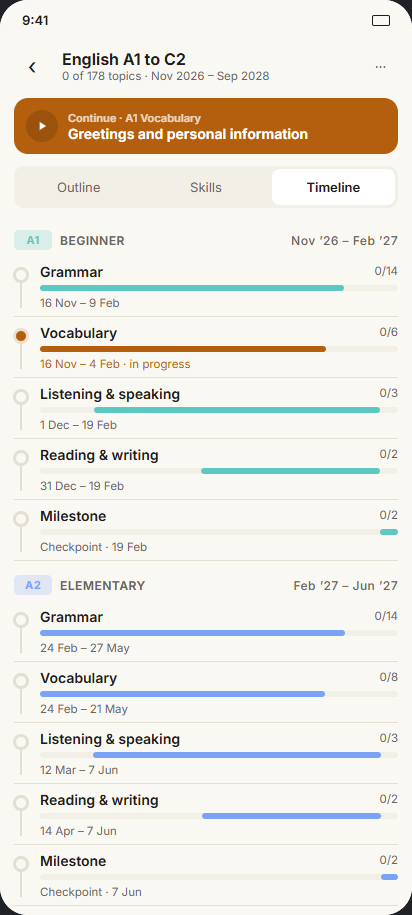 9:41
English A1 to C2
0 of 178 topics · Nov 2026 – Sep 2028
...
Continue · A1 Vocabulary
Greetings and personal information
Outline Skills Timeline
A1 BEGINNER Nov ’26 – Feb ’27
Grammar 0/14
16 Nov – 9 Feb
Vocabulary 0/6
16 Nov – 4 Feb · in progress
Listening & speaking 0/3
1 Dec – 19 Feb
Reading & writing 0/2
31 Dec – 19 Feb
Milestone 0/2
Checkpoint · 19 Feb
A2 ELEMENTARY Feb ’27 – Jun ’27
Grammar 0/14
24 Feb – 27 May
Vocabulary 0/8
24 Feb – 21 May
Listening & speaking 0/3
12 Mar – 7 Jun
Reading & writing 0/2
14 Apr – 7 Jun
Milestone 0/2
Checkpoint · 7 Jun